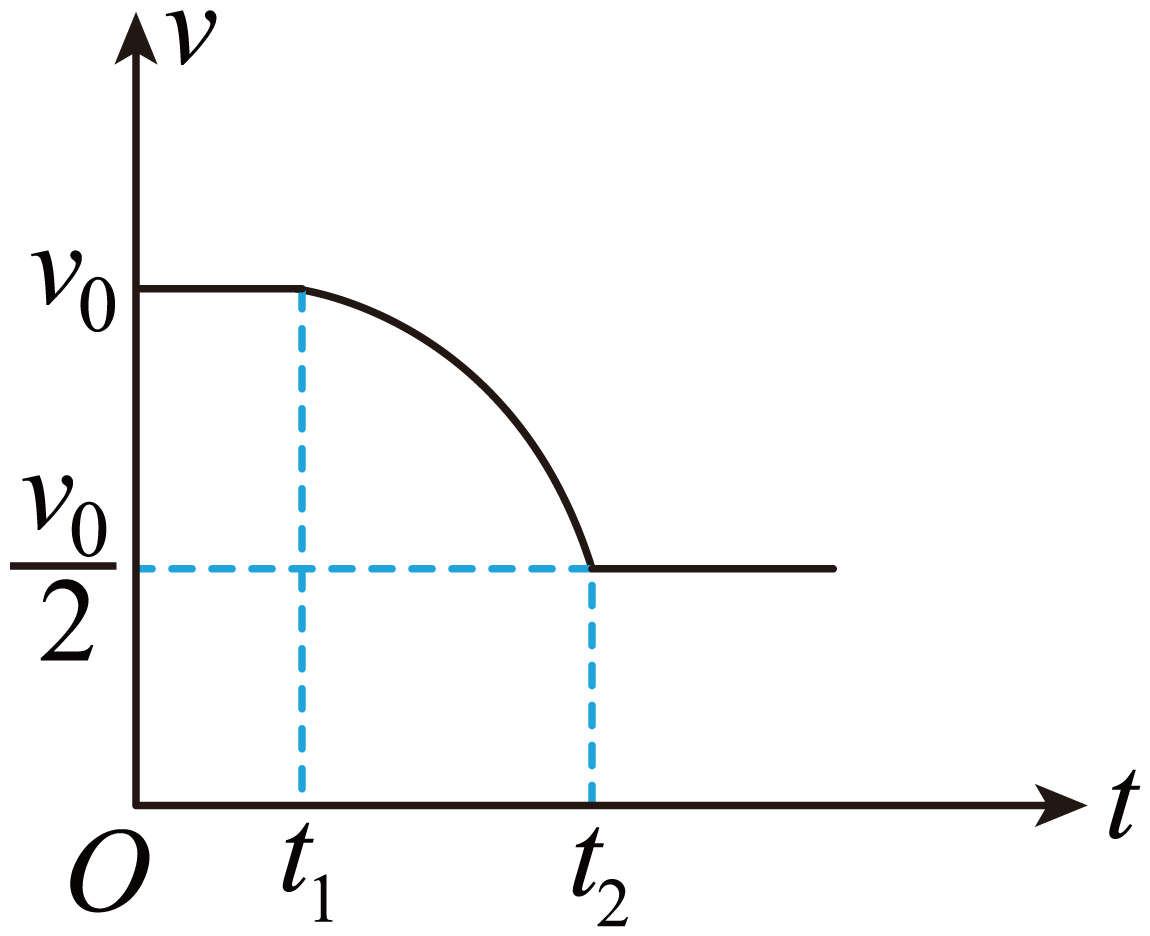 v
v₀
v₀
2
O
t₁
t₂
t